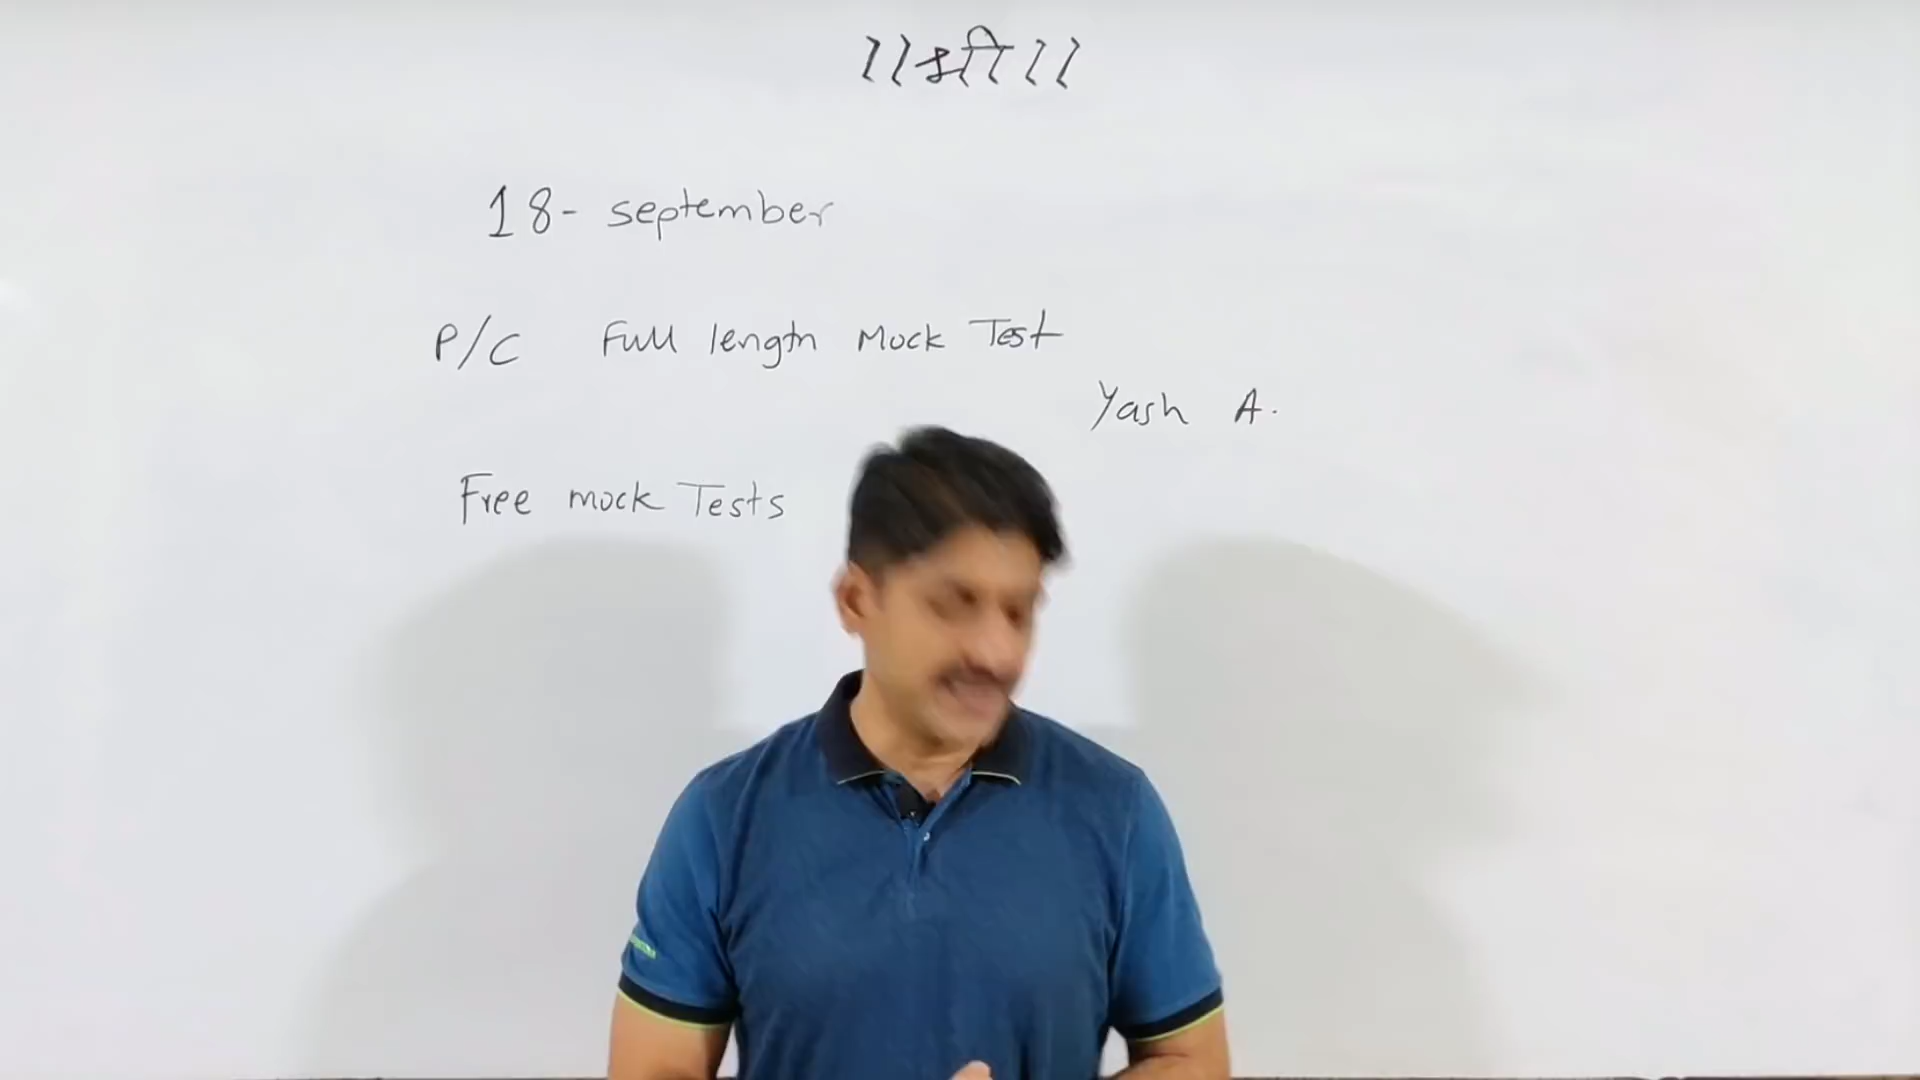 ।।श्री।।
18- september
P/C Full length Mock Test
Yash A.
Free mock Tests